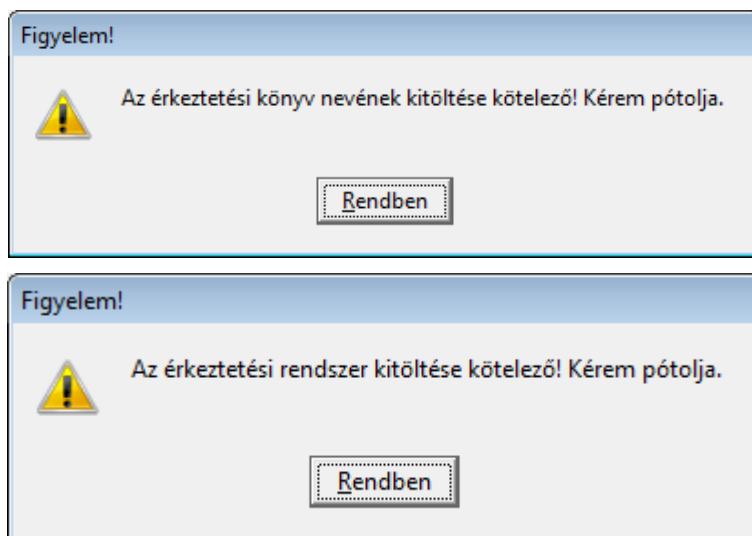 Figyelem!
Az érkeztetési könyv nevének kitöltése kötelező! Kérem pótolja.
Rendben
Figyelem!
Az érkeztetési rendszer kitöltése kötelező! Kérem pótolja.
Rendben